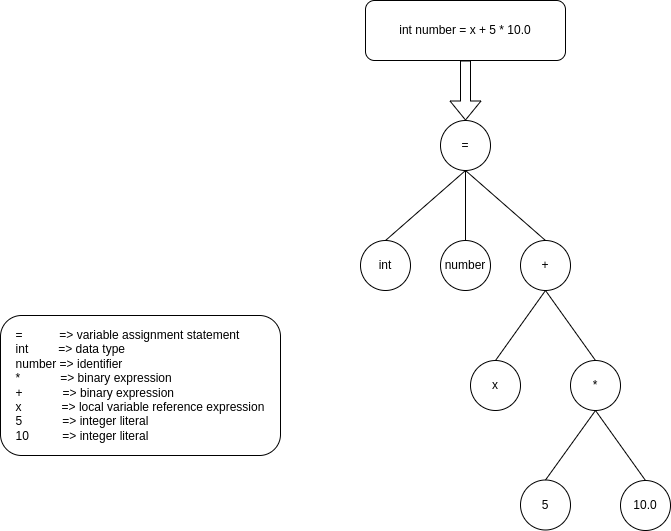 int number = x + 5 * 10.0
=
int
number
+
x
*
5
10.0
= => variable assignment statement
int => data type
number => identifier
* => binary expression
+ => binary expression
x => local variable reference expression
5 => integer literal
10 => integer literal